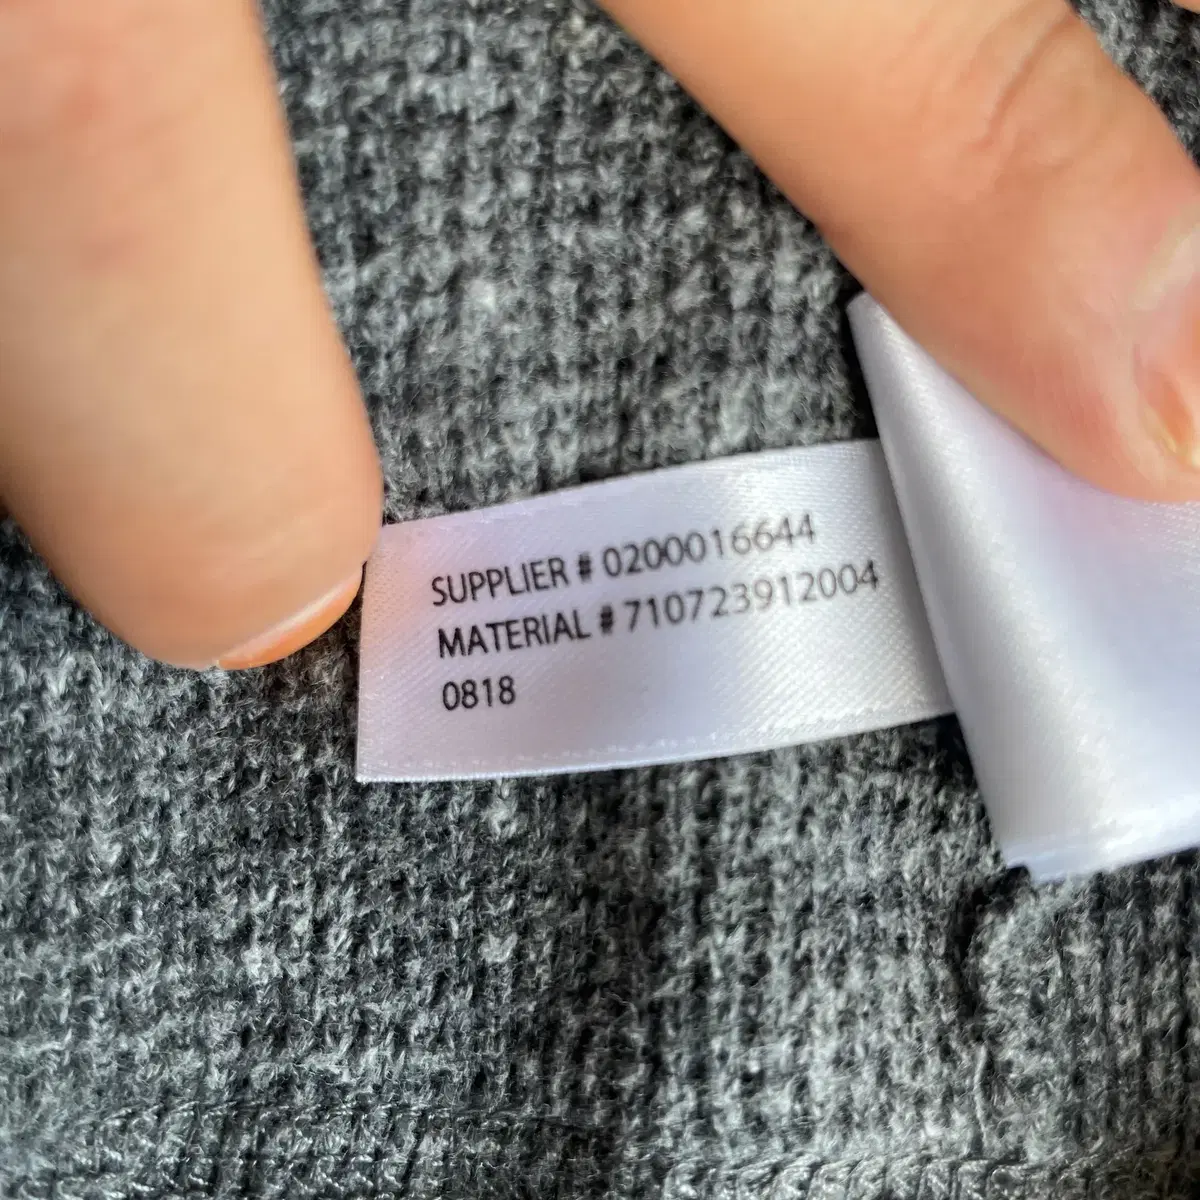 SUPPLIER # 0200016644
MATERIAL # 710723912004
0818